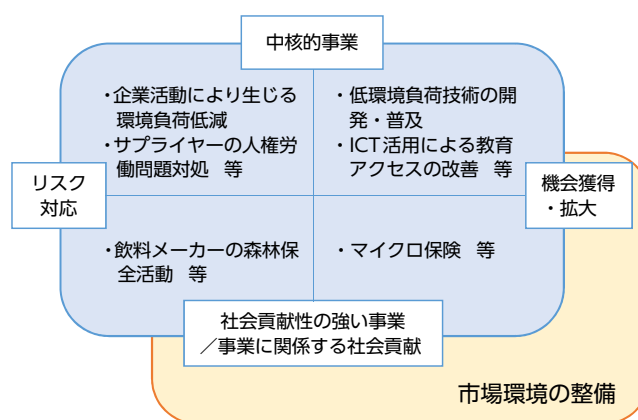 中核的事業
・企業活動により生じる
環境負荷低減
・サプライヤーの人権労
働問題対処 等
・低環境負荷技術の開
発・普及
・ICT活用による教育
アクセスの改善 等
リスク
対応
機会獲得
・拡大
・飲料メーカーの森林保
全活動 等
・マイクロ保険 等
社会貢献性の強い事業
／事業に関係する社会貢献
市場環境の整備